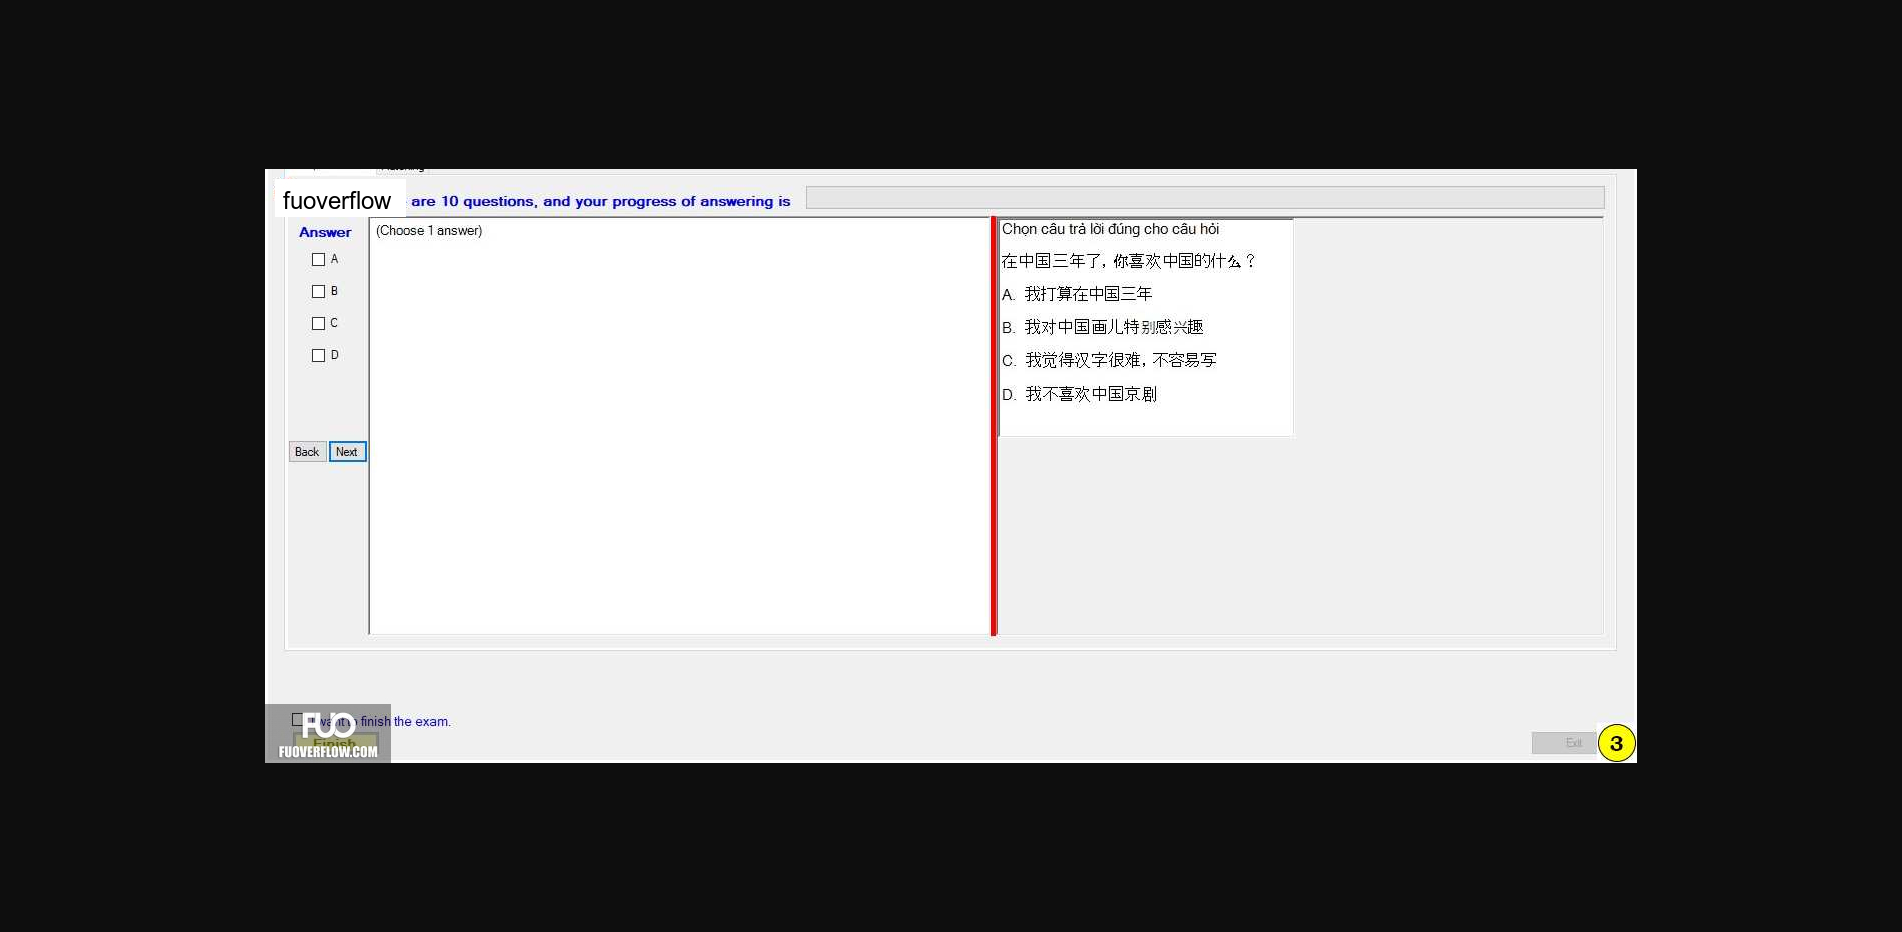 fuoverflow
are 10 questions, and your progress of answering is
Answer
(Choose 1 answer)
A
B
C
D
Back
Next
Chọn câu trả lời đúng cho câu hỏi
在中国三年了, 你喜欢中国的什么?
A. 我打算在中国三年
B. 我对中国画儿特别感兴趣
C. 我觉得汉字很难, 不容易写
D. 我不喜欢中国京剧
I want to finish the exam.
Finish
FUO
FUOVERFLOW.COM
Exit
3